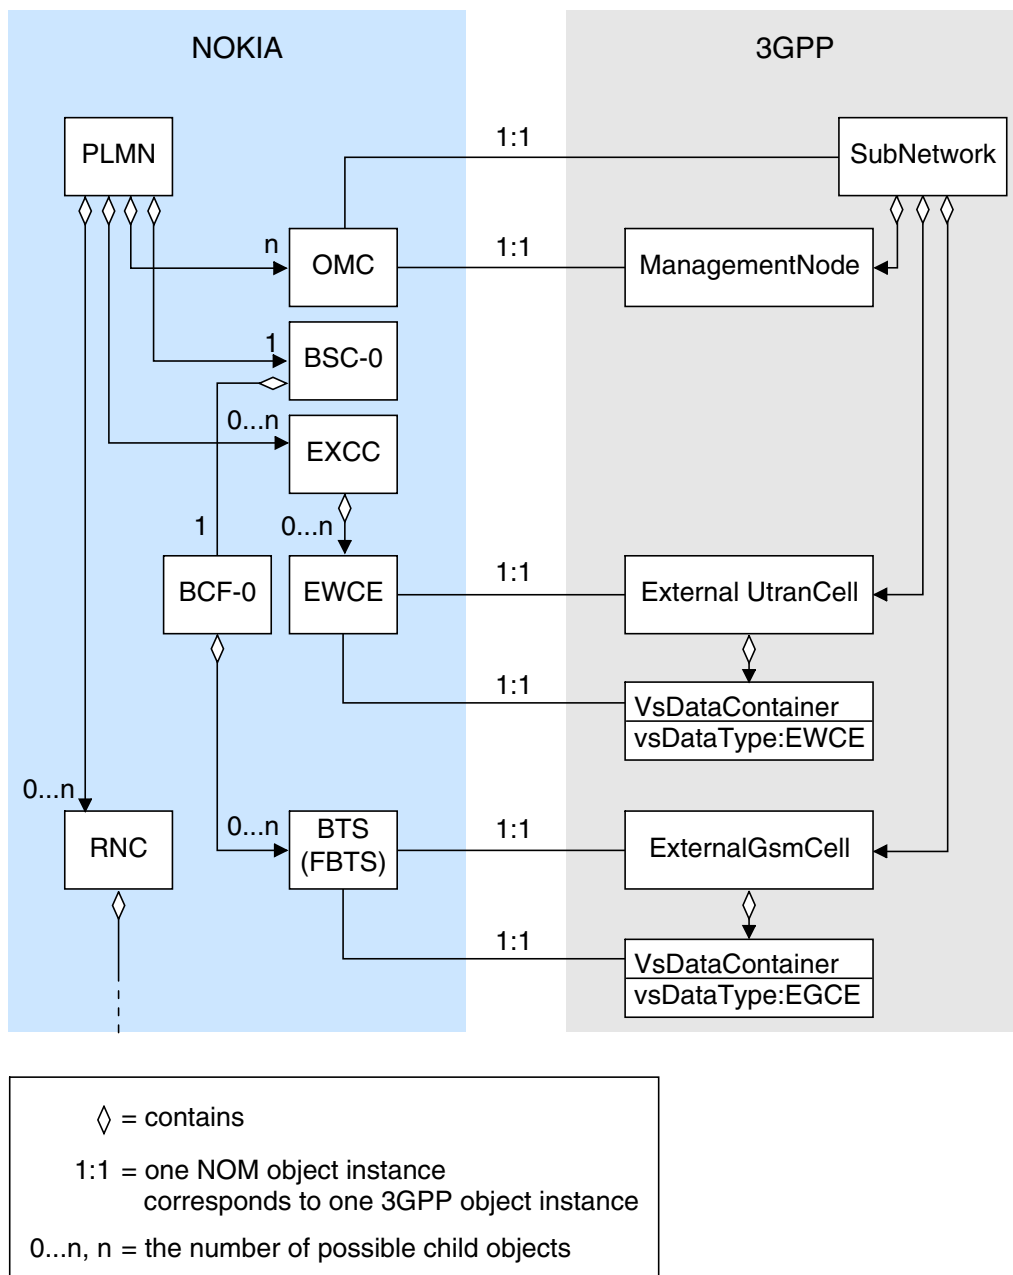 NOKIA
3GPP
PLMN
1:1
SubNetwork
n
OMC
1:1
ManagementNode
1
BSC-0
0...n
EXCC
1
0...n
BCF-0
EWCE
1:1
External UtranCell
1:1
VsDataContainer
vsDataType:EWCE
0...n
RNC
0...n
BTS
(FBTS)
1:1
ExternalGsmCell
1:1
VsDataContainer
vsDataType:EGCE
= contains
1:1 = one NOM object instance
corresponds to one 3GPP object instance
0...n, n = the number of possible child objects